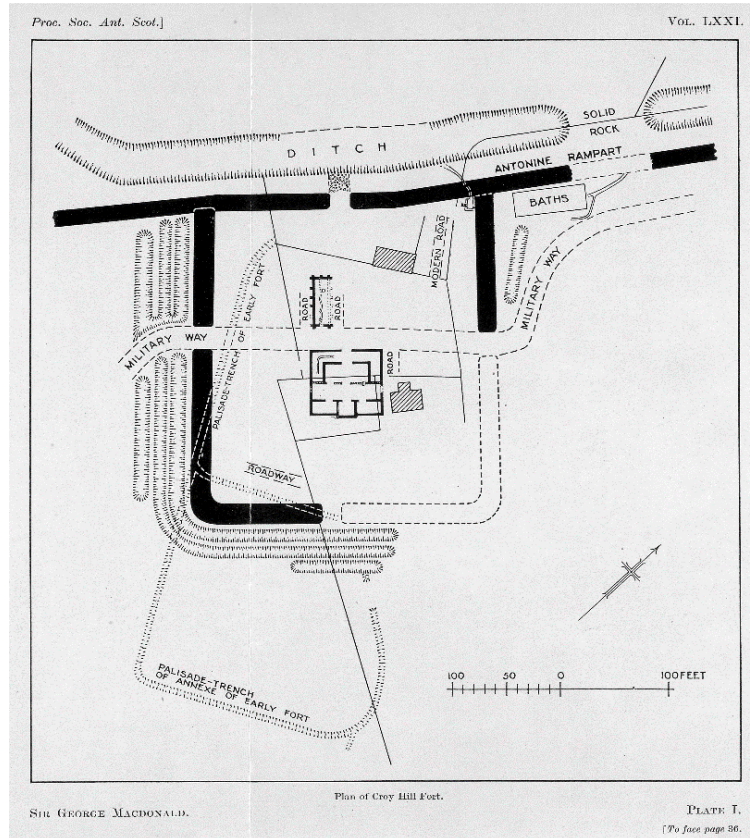 Proc. Soc. Ant. Scot.]
VOL. LXXI.
SOLID
ROCK
DITCH
ANTONINE RAMPART
BATHS
MODERN ROAD
MILITARY WAY
PALISADE-TRENCH OF EARLY FORT
ROAD
ROAD
MILITARY WAY
ROAD
ROADWAY
PALISADE-TRENCH
OF ANNEXE OF EARLY FORT
100 50 0 100 FEET
Plan of Croy Hill Fort.
SIR GEORGE MACDONALD.
PLATE I.
[To face page 36.